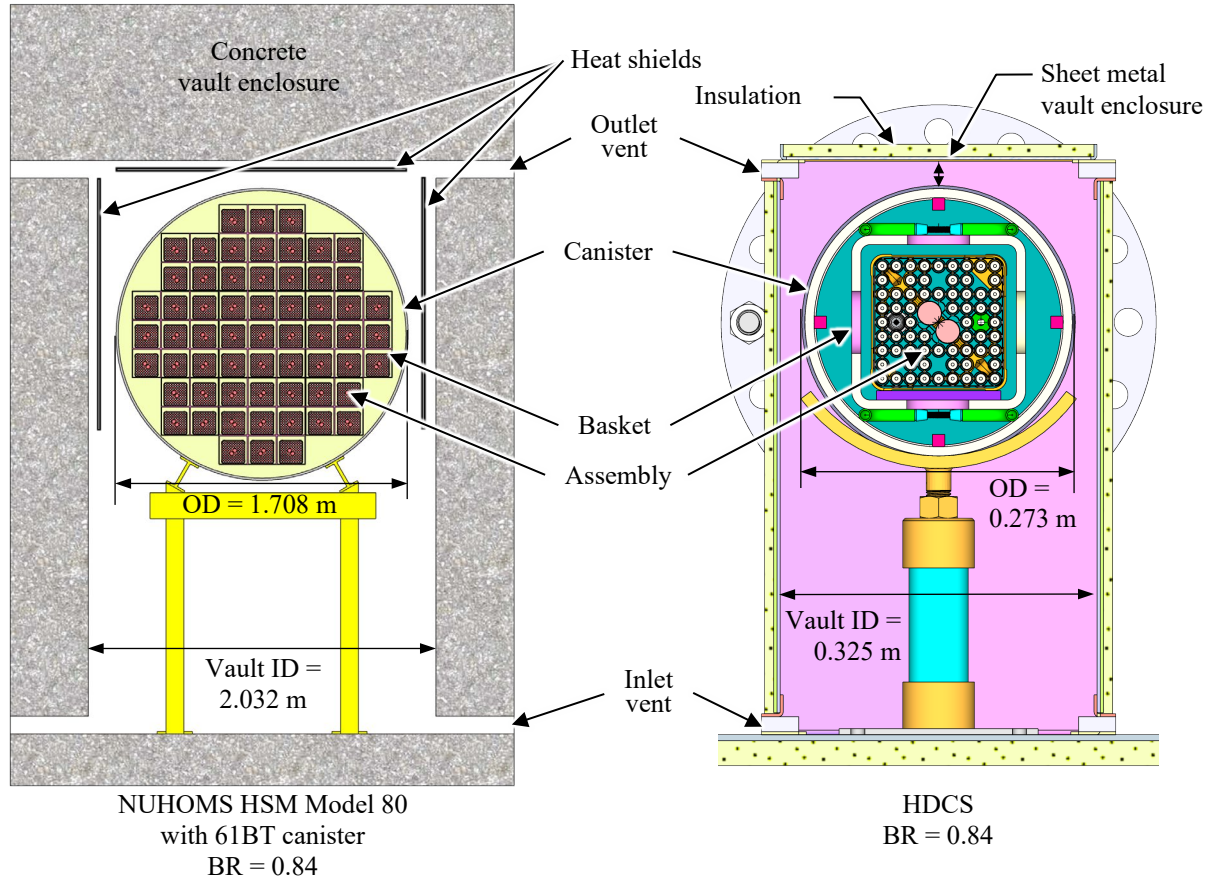 Concrete
vault enclosure
Heat shields
Outlet
vent
Canister
Basket
Assembly
OD = 1.708 m
Vault ID =
2.032 m
Inlet
vent
NUHOMS HSM Model 80
with 61BT canister
BR = 0.84
Insulation
Sheet metal
vault enclosure
OD =
0.273 m
Vault ID =
0.325 m
HDCS
BR = 0.84